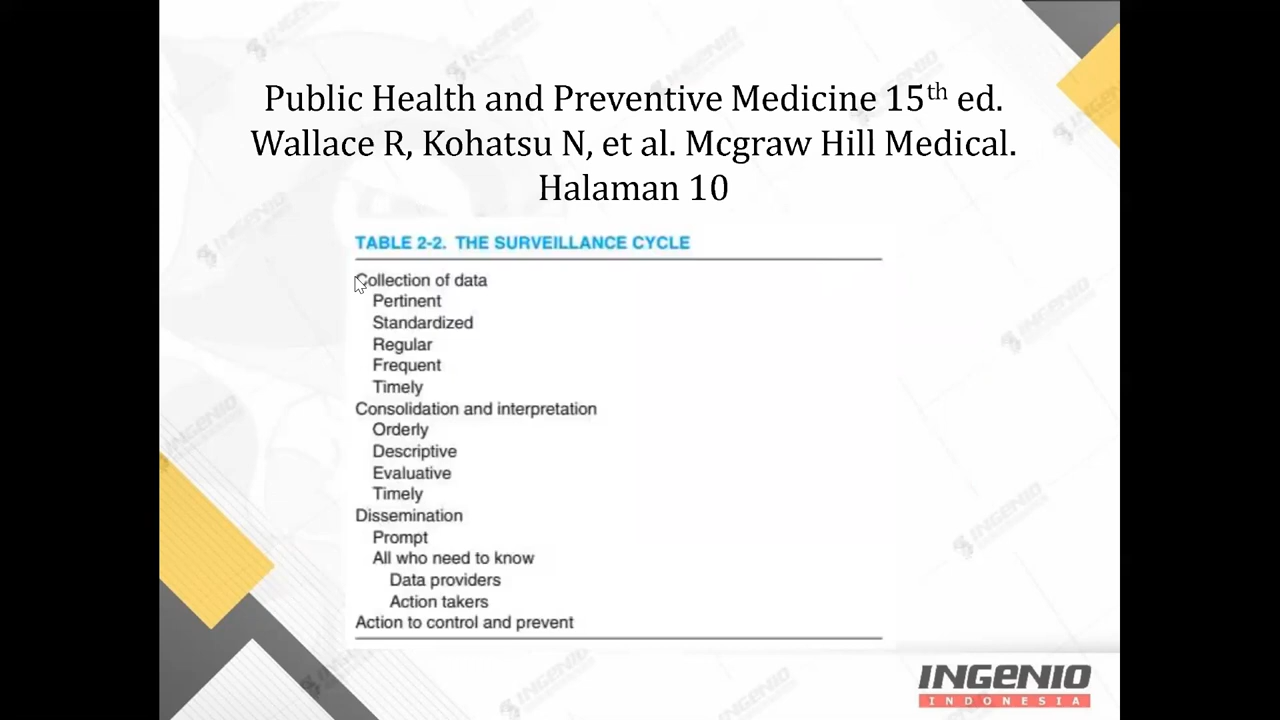 Public Health and Preventive Medicine 15th ed.
Wallace R, Kohatsu N, et al. Mcgraw Hill Medical.
Halaman 10
TABLE 2-2. THE SURVEILLANCE CYCLE
Collection of data
Pertinent
Standardized
Regular
Frequent
Timely
Consolidation and interpretation
Orderly
Descriptive
Evaluative
Timely
Dissemination
Prompt
All who need to know
Data providers
Action takers
Action to control and prevent
INGENIO
INDONESIA